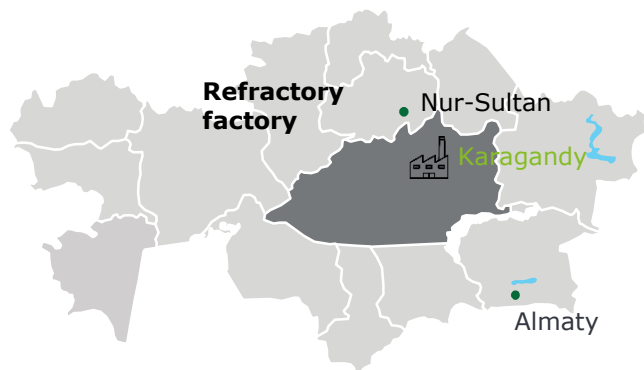 Refractory
factory
Nur-Sultan
Karagandy
Almaty